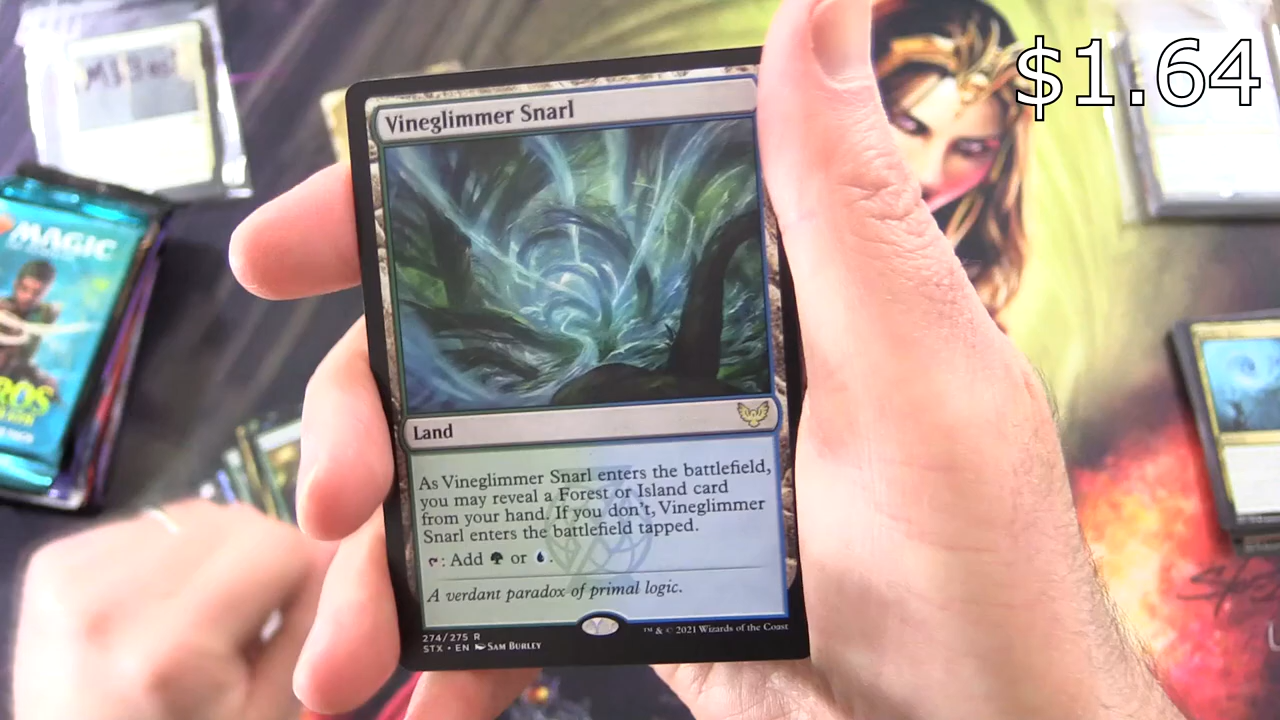 $1.64
Vineglimmer Snarl
MAGIC
Land
As Vineglimmer Snarl enters the battlefield,
you may reveal a Forest or Island card
from your hand. If you don't, Vineglimmer
Snarl enters the battlefield tapped.
: Add or .
A verdant paradox of primal logic.
274/275 R
STX • EN SAM BURLEY
™ & © 2021 Wizards of the Coast